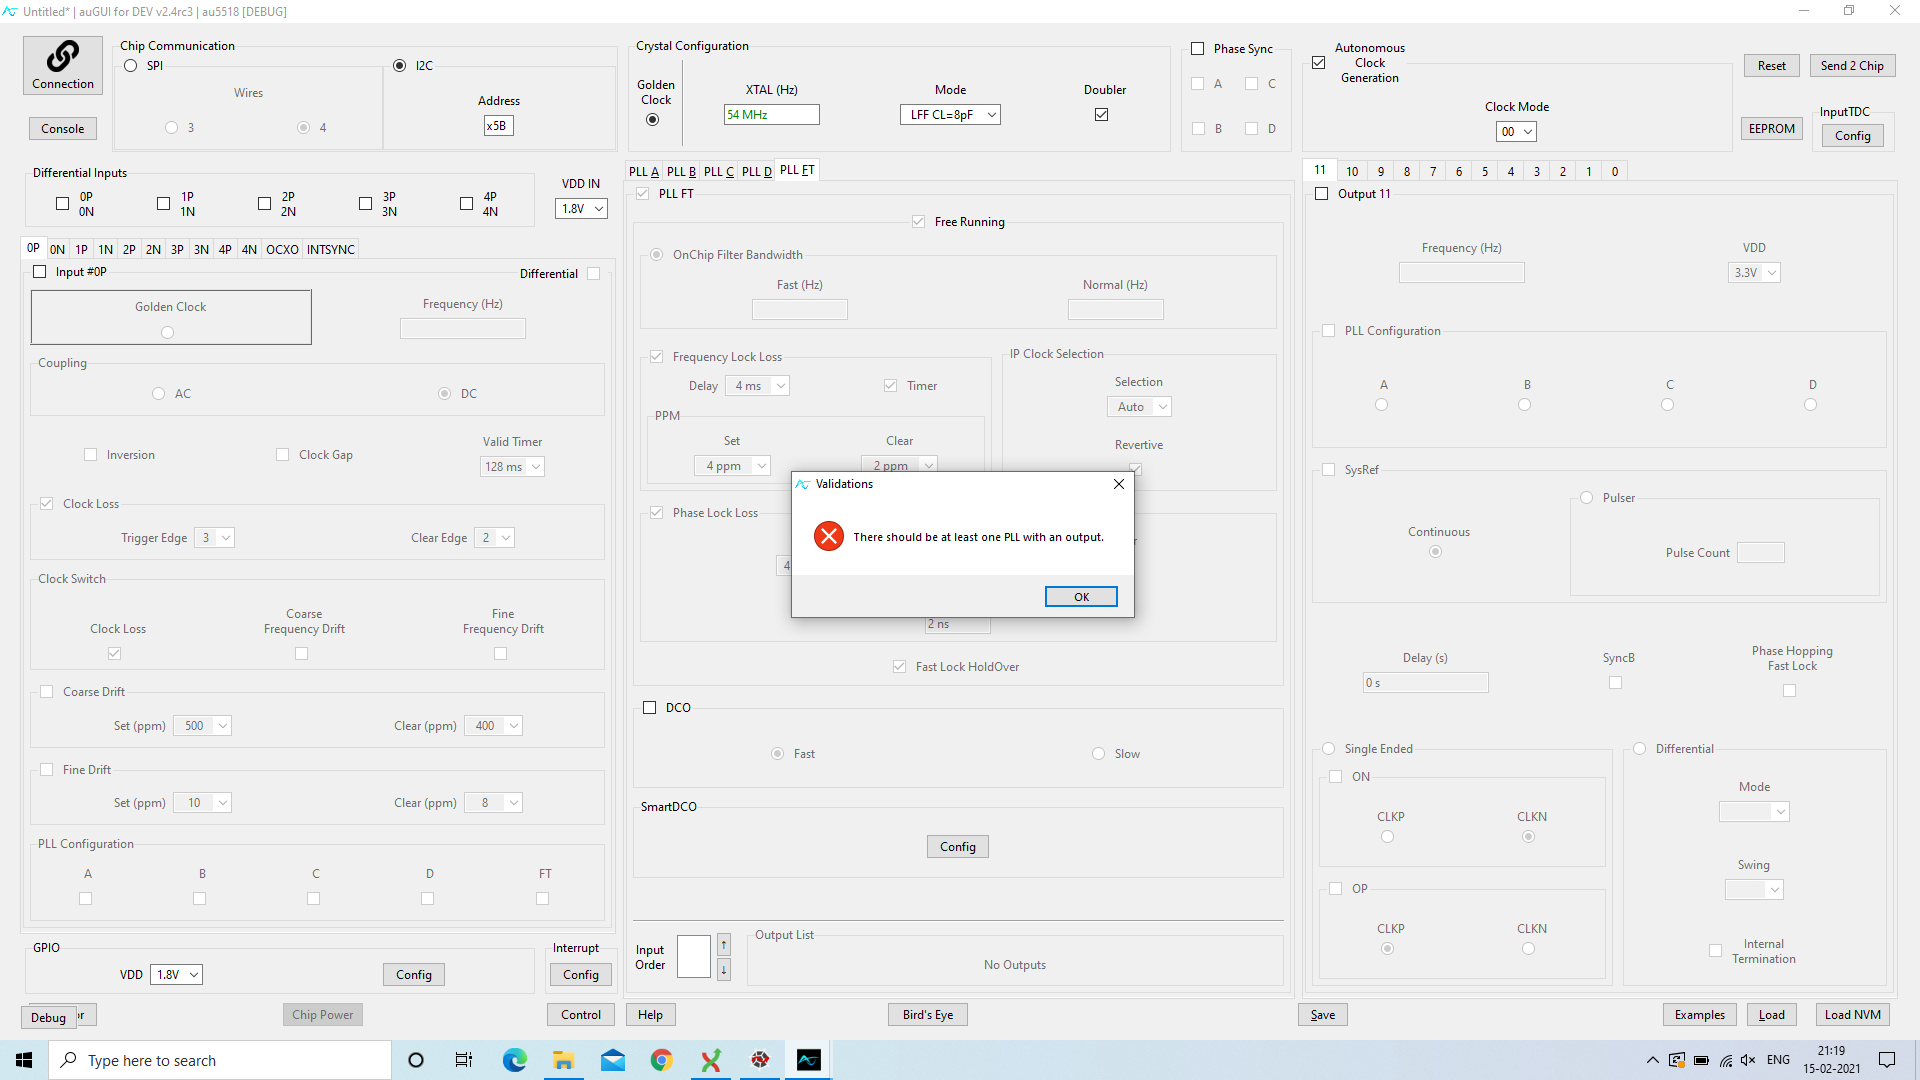 Untitled* | auGUI for DEV v2.4rc3 | au5518 [DEBUG]
Connection
Console
Chip Communication
SPI
Wires
3
4
I2C
Address
x5B
Crystal Configuration
Golden
Clock
XTAL (Hz)
54 MHz
Mode
LFF CL=8pF
Doubler
Phase Sync
A
C
B
D
Autonomous
Clock
Generation
Clock Mode
00
Reset
Send 2 Chip
EEPROM
InputTDC
Config
Differential Inputs
0P
0N
1P
1N
2P
2N
3P
3N
4P
4N
VDD IN
1.8V
0P 0N 1P 1N 2P 2N 3P 3N 4P 4N OCXO INTSYNC
Input #0P
Differential
Golden Clock
Frequency (Hz)
Coupling
AC
DC
Inversion
Clock Gap
Valid Timer
128 ms
Clock Loss
Trigger Edge 3
Clear Edge 2
Clock Switch
Clock Loss
Coarse
Frequency Drift
Fine
Frequency Drift
Coarse Drift
Set (ppm) 500
Clear (ppm) 400
Fine Drift
Set (ppm) 10
Clear (ppm) 8
PLL Configuration
A B C D FT
GPIO
VDD 1.8V
Config
Interrupt
Config
Debug
r
Chip Power
Control
PLL A PLL B PLL C PLL D PLL FT
PLL FT
Free Running
OnChip Filter Bandwidth
Fast (Hz)
Normal (Hz)
Frequency Lock Loss
Delay 4 ms
Timer
PPM
Set
4 ppm
Clear
2 ppm
IP Clock Selection
Selection
Auto
Revertive
Phase Lock Loss
4
r
2 ns
Fast Lock HoldOver
Validations
There should be at least one PLL with an output.
OK
DCO
Fast
Slow
SmartDCO
Config
Input
Order
↑
↓
Output List
No Outputs
Help
Bird's Eye
11 10 9 8 7 6 5 4 3 2 1 0
Output 11
Frequency (Hz)
VDD
3.3V
PLL Configuration
A B C D
SysRef
Continuous
Pulser
Pulse Count
Delay (s)
0 s
SyncB
Phase Hopping
Fast Lock
Single Ended
ON
CLKP
CLKN
OP
CLKP
CLKN
Differential
Mode
Swing
Internal
Termination
Save
Examples
Load
Load NVM
Type here to search
ENG
21:19
15-02-2021